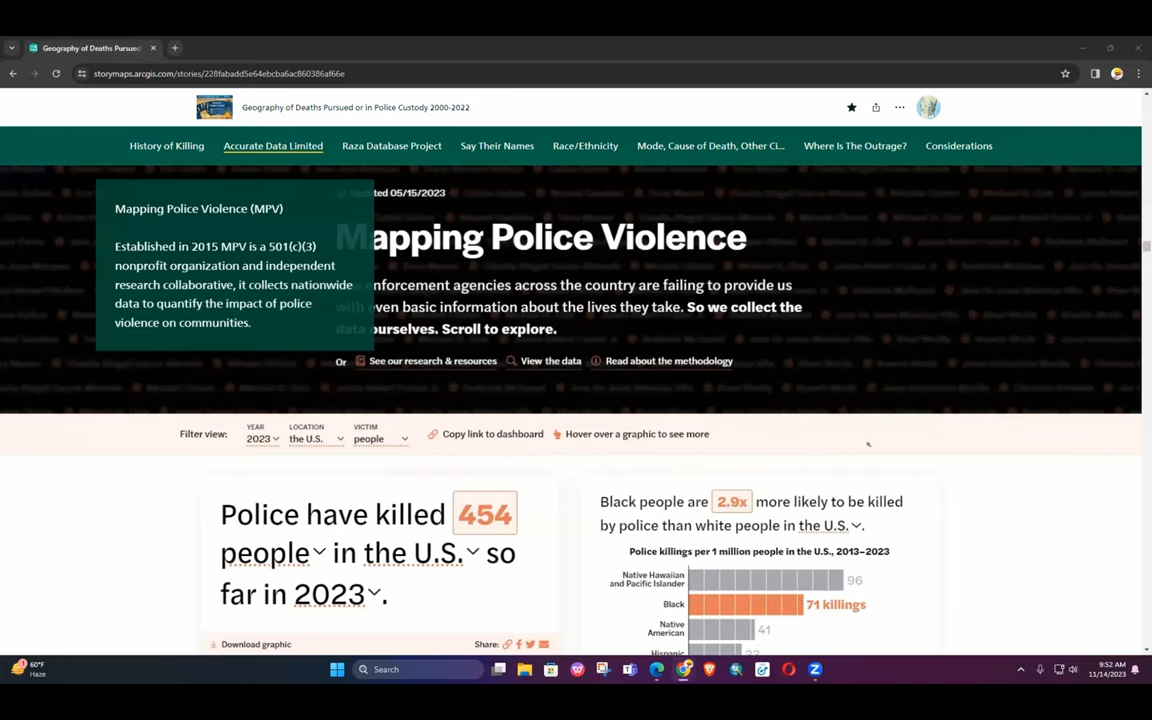 Geography of Deaths Pursued
storymaps.arcgis.com/stories/228fabadd5e64ebcba6ac860386af66e
Geography of Deaths Pursued or in Police Custody 2000-2022
History of Killing
Accurate Data Limited
Raza Database Project
Say Their Names
Race/Ethnicity
Mode, Cause of Death, Other Ci...
Where Is The Outrage?
Considerations
Mapping Police Violence (MPV)
Established in 2015 MPV is a 501(c)(3)
nonprofit organization and independent
research collaborative, it collects nationwide
data to quantify the impact of police
violence on communities.
Updated 05/15/2023
Mapping Police Violence
enforcement agencies across the country are failing to provide us
with even basic information about the lives they take. So we collect the
data ourselves. Scroll to explore.
Or See our research & resources View the data Read about the methodology
Filter view:
YEAR
2023
LOCATION
the U.S.
VICTIM
people
Copy link to dashboard
Hover over a graphic to see more
Police have killed 454
people in the U.S. so
far in 2023.
Download graphic
Share:
Black people are 2.9x more likely to be killed
by police than white people in the U.S.
Police killings per 1 million people in the U.S., 2013–2023
Native Hawaiian
and Pacific Islander 96
Black 71 killings
Native
American 41
Hispanic
60°F
Haze
Search
9:52 AM
11/14/2023